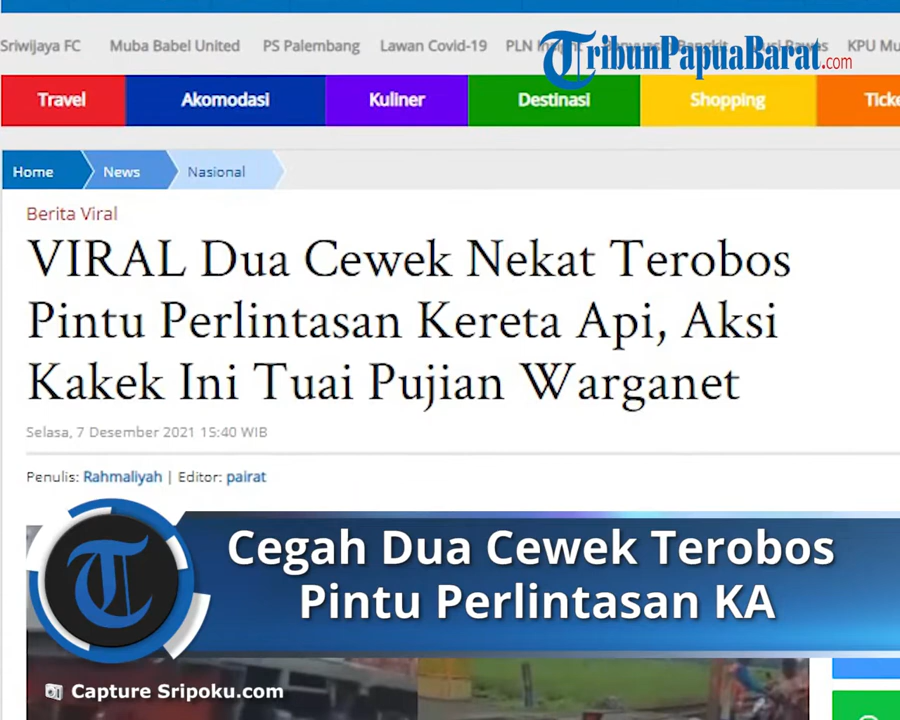 Sriwijaya FC Muba Babel United PS Palembang Lawan Covid-19 PLN KPU Mu
TribunPapuaBarat.com
Travel Akomodasi Kuliner Destinasi Shopping Ticke
Home News Nasional
Berita Viral
VIRAL Dua Cewek Nekat Terobos
Pintu Perlintasan Kereta Api, Aksi
Kakek Ini Tuai Pujian Warganet
Selasa, 7 Desember 2021 15:40 WIB
Penulis: Rahmaliyah | Editor: pairat
Cegah Dua Cewek Terobos
Pintu Perlintasan KA
Capture Sripoku.com